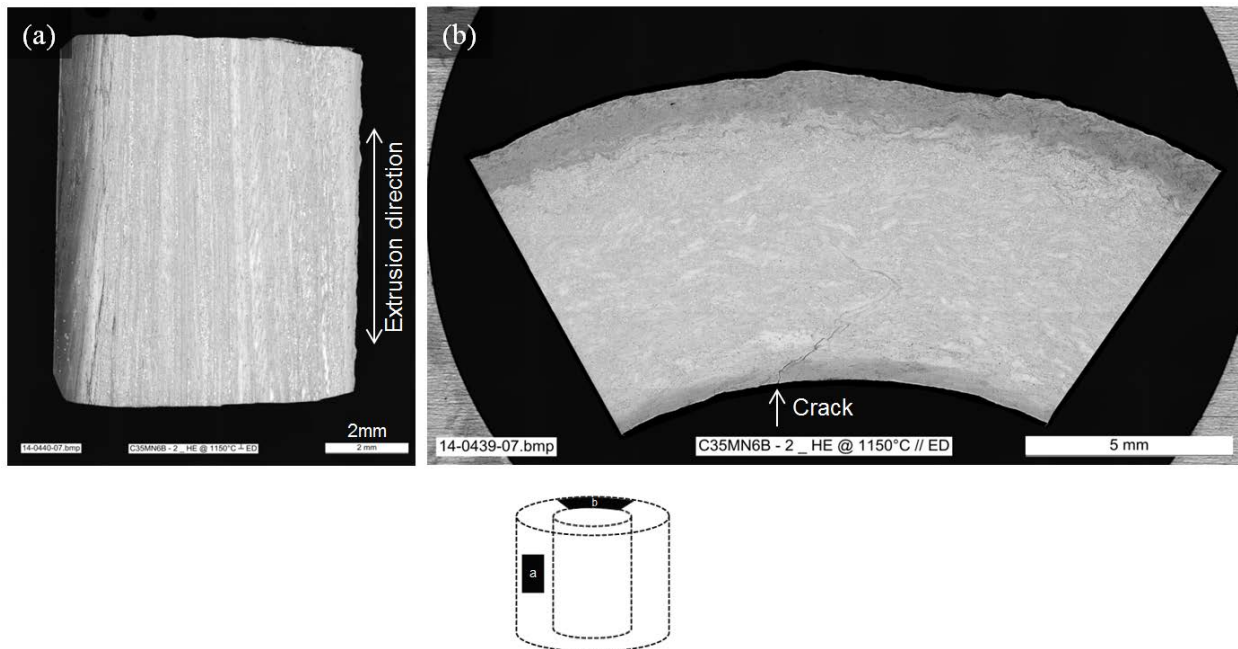 (a)
Extrusion direction
2mm
14-0440-07.bmp
C35MN6B - 2 _ HE @ 1150°C ┴ ED
2 mm
(b)
Crack
14-0439-07.bmp
C35MN6B - 2 _ HE @ 1150°C // ED
5 mm
b
a